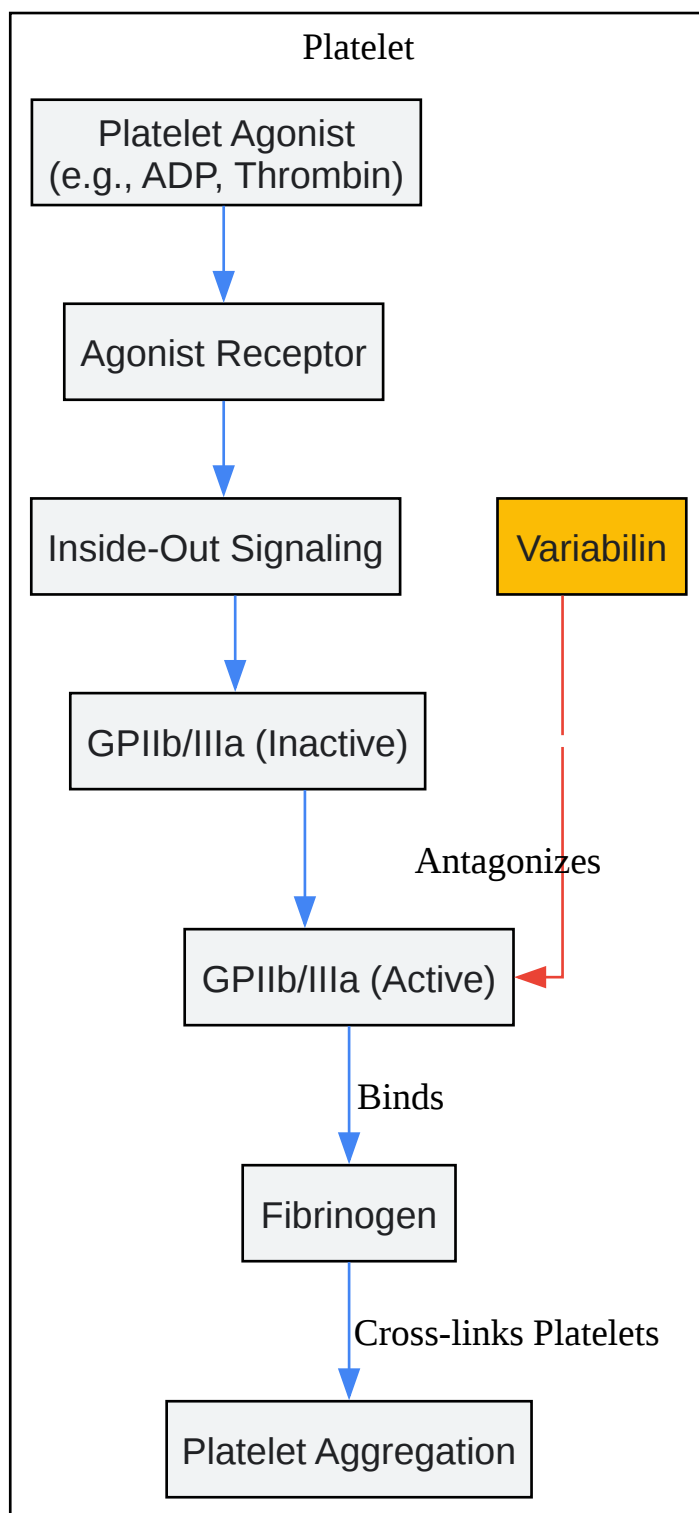 Platelet
Platelet Agonist
(e.g., ADP, Thrombin)
Agonist Receptor
Inside-Out Signaling
Variabilin
GPIIb/IIIa (Inactive)
Antagonizes
GPIIb/IIIa (Active)
Binds
Fibrinogen
Cross-links Platelets
Platelet Aggregation